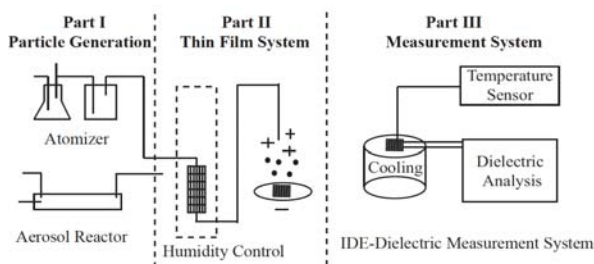 Part I
Particle Generation
Atomizer
Aerosol Reactor
Part II
Thin Film System
+ + +
−
Humidity Control
Part III
Measurement System
Temperature
Sensor
Cooling
Dielectric
Analysis
IDE-Dielectric Measurement System